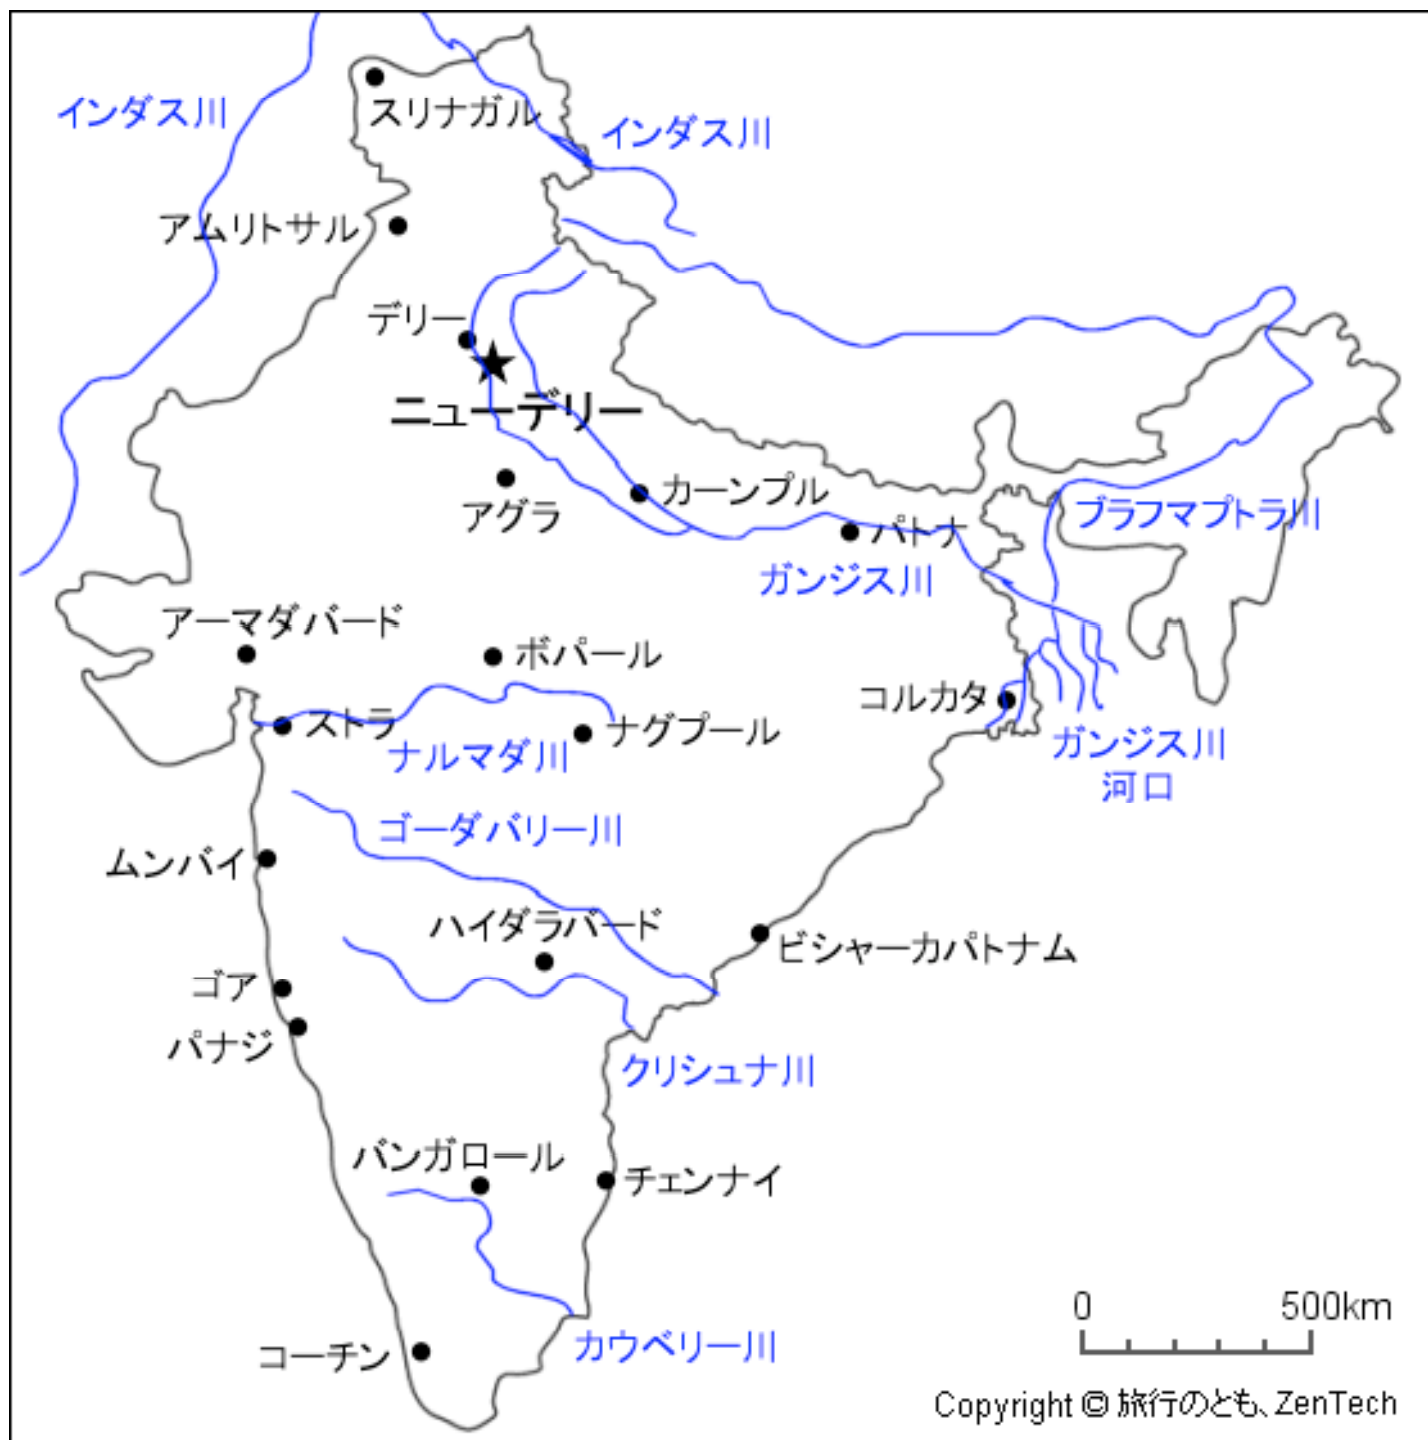 インダス川
スリナガル
インダス川
アムリトサル
デリー
ニューデリー
アグラ
カーンプル
パトナ
ブラフマプトラ川
ガンジス川
アーマダバード
ボパール
コルカタ
ストラ
ナグプール
ナルマダ川
ガンジス川
河口
ゴーダバリー川
ムンバイ
ハイダラバード
ビシャーカパトナム
ゴア
パナジ
クリシュナ川
バンガロール
チェンナイ
0 500km
カウベリー川
コーチン
Copyright © 旅行のとも、ZenTech